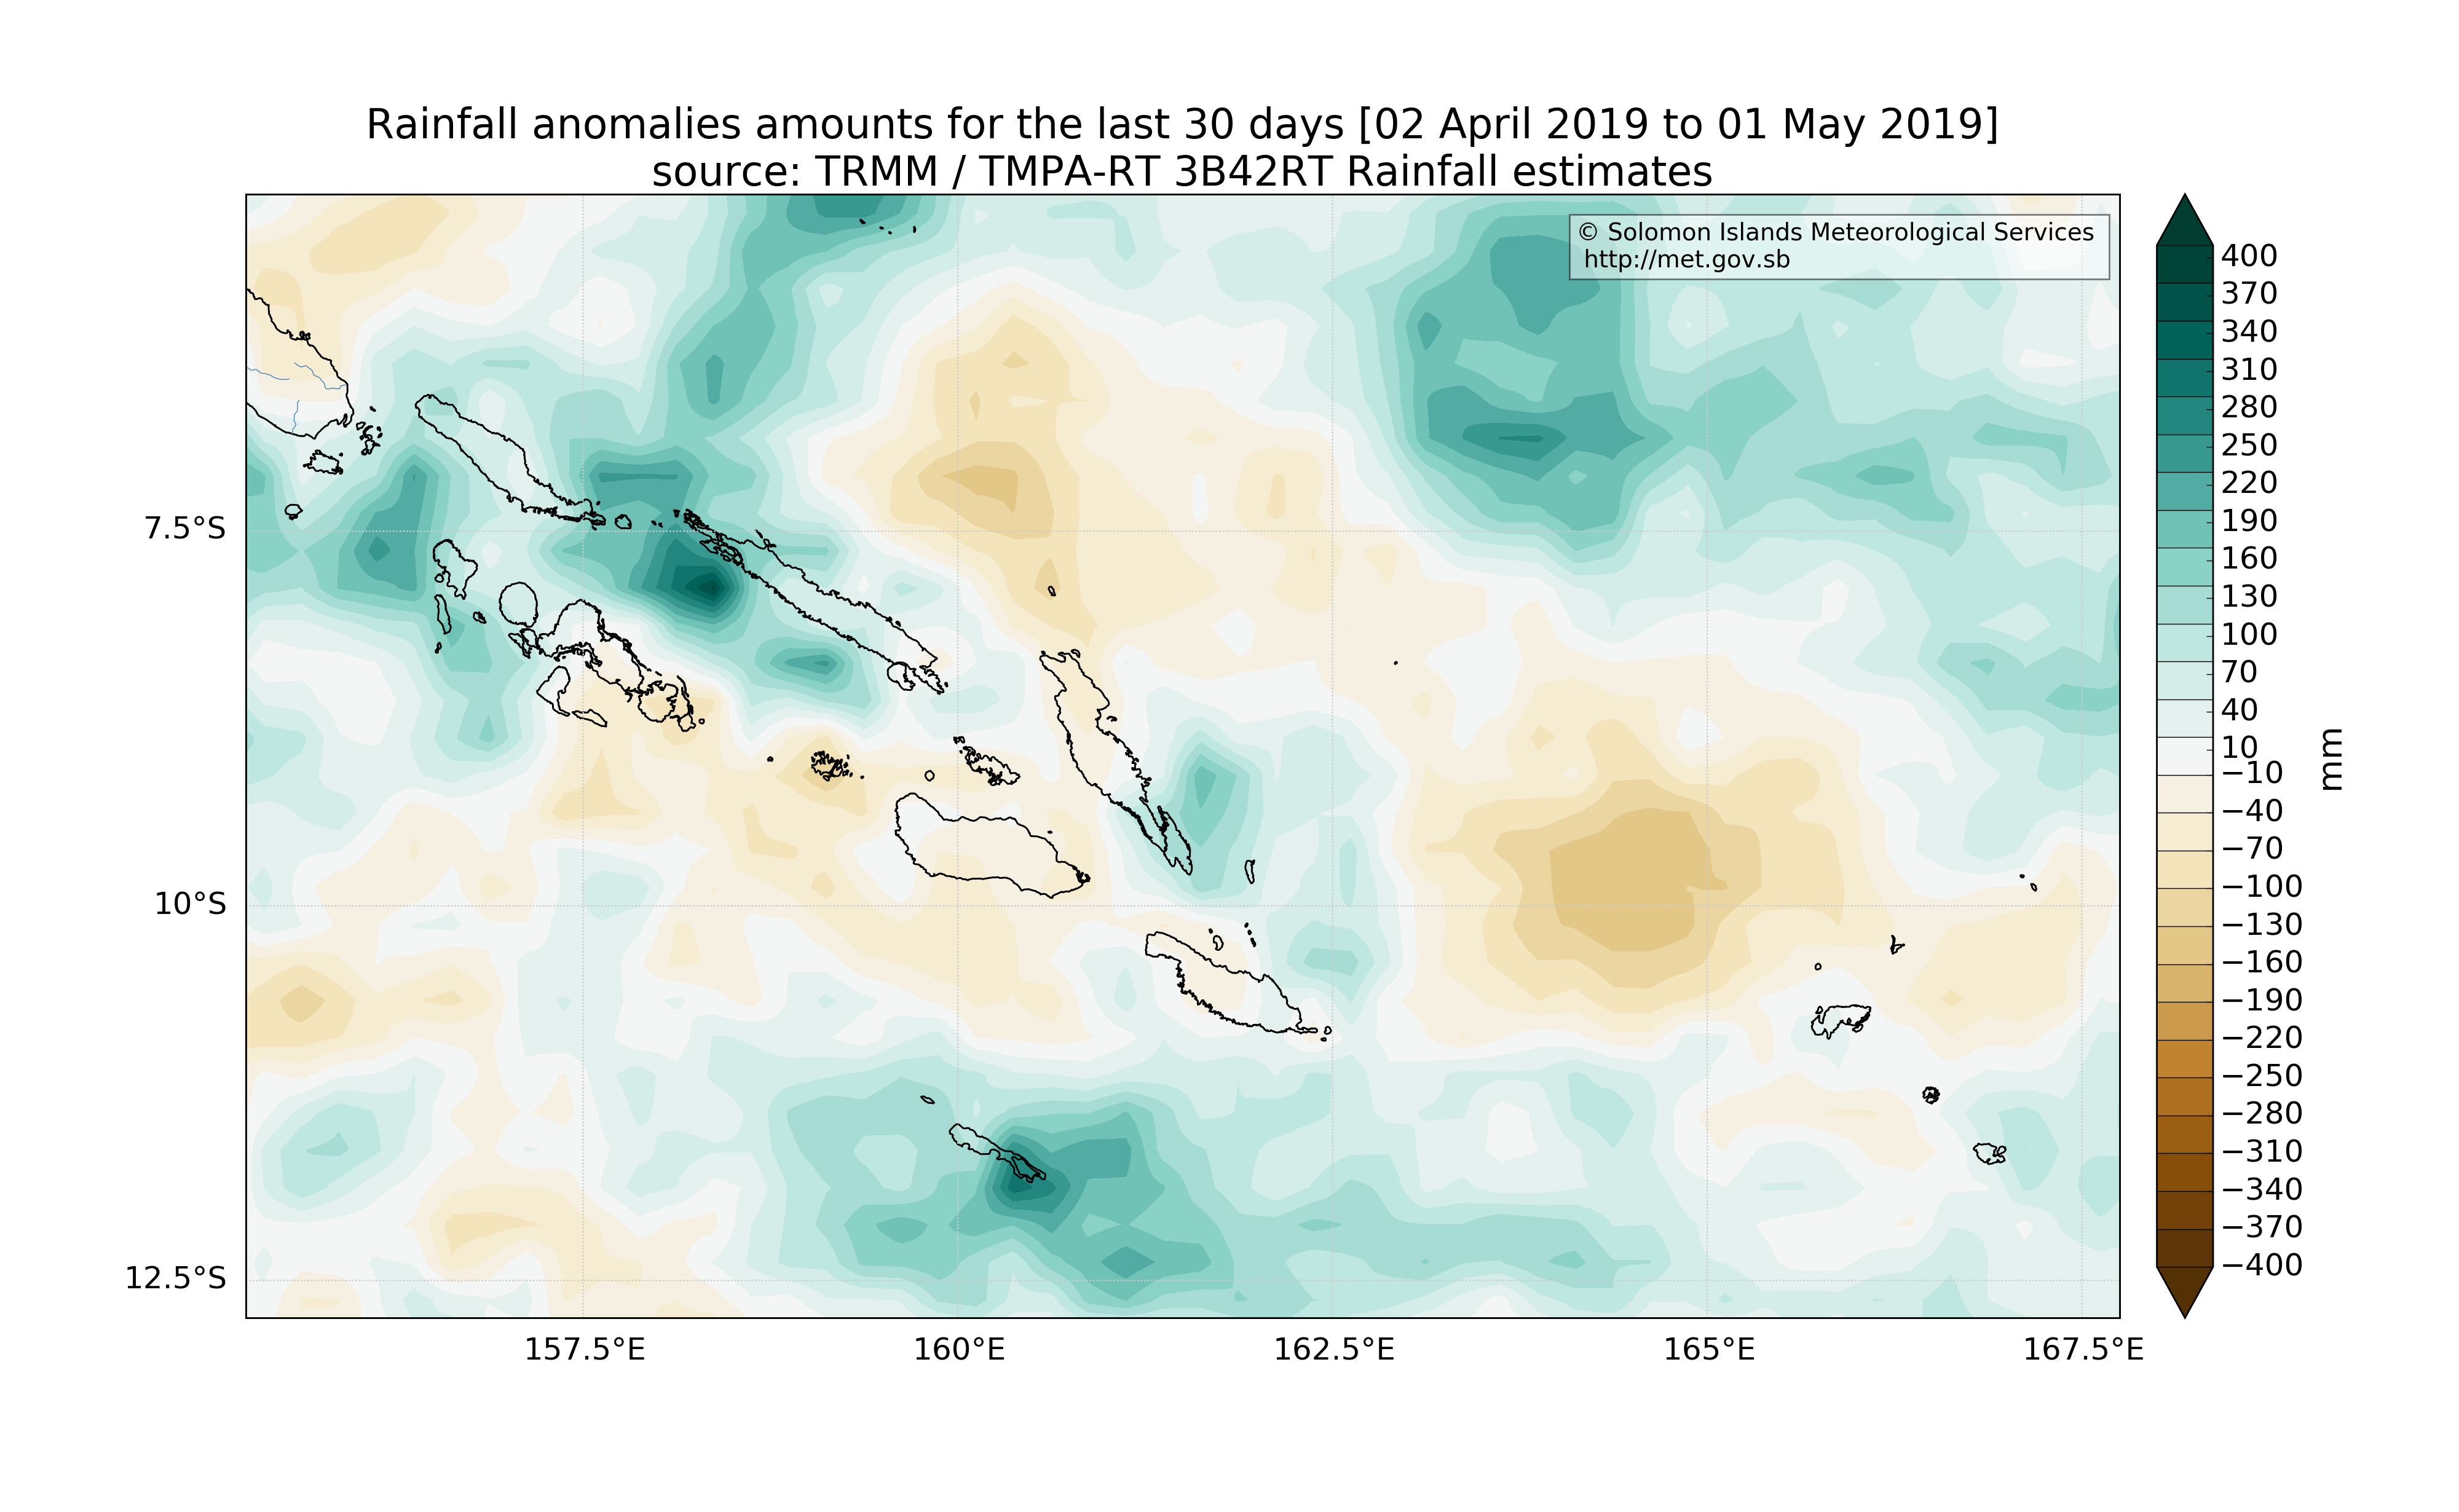 Rainfall anomalies amounts for the last 30 days [02 April 2019 to 01 May 2019]
source: TRMM / TMPA-RT 3B42RT Rainfall estimates
© Solomon Islands Meteorological Services
http://met.gov.sb
7.5°S
10°S
12.5°S
157.5°E
160°E
162.5°E
165°E
167.5°E
400
370
340
310
280
250
220
190
160
130
100
70
40
10
−10
−40
−70
−100
−130
−160
−190
−220
−250
−280
−310
−340
−370
−400
mm